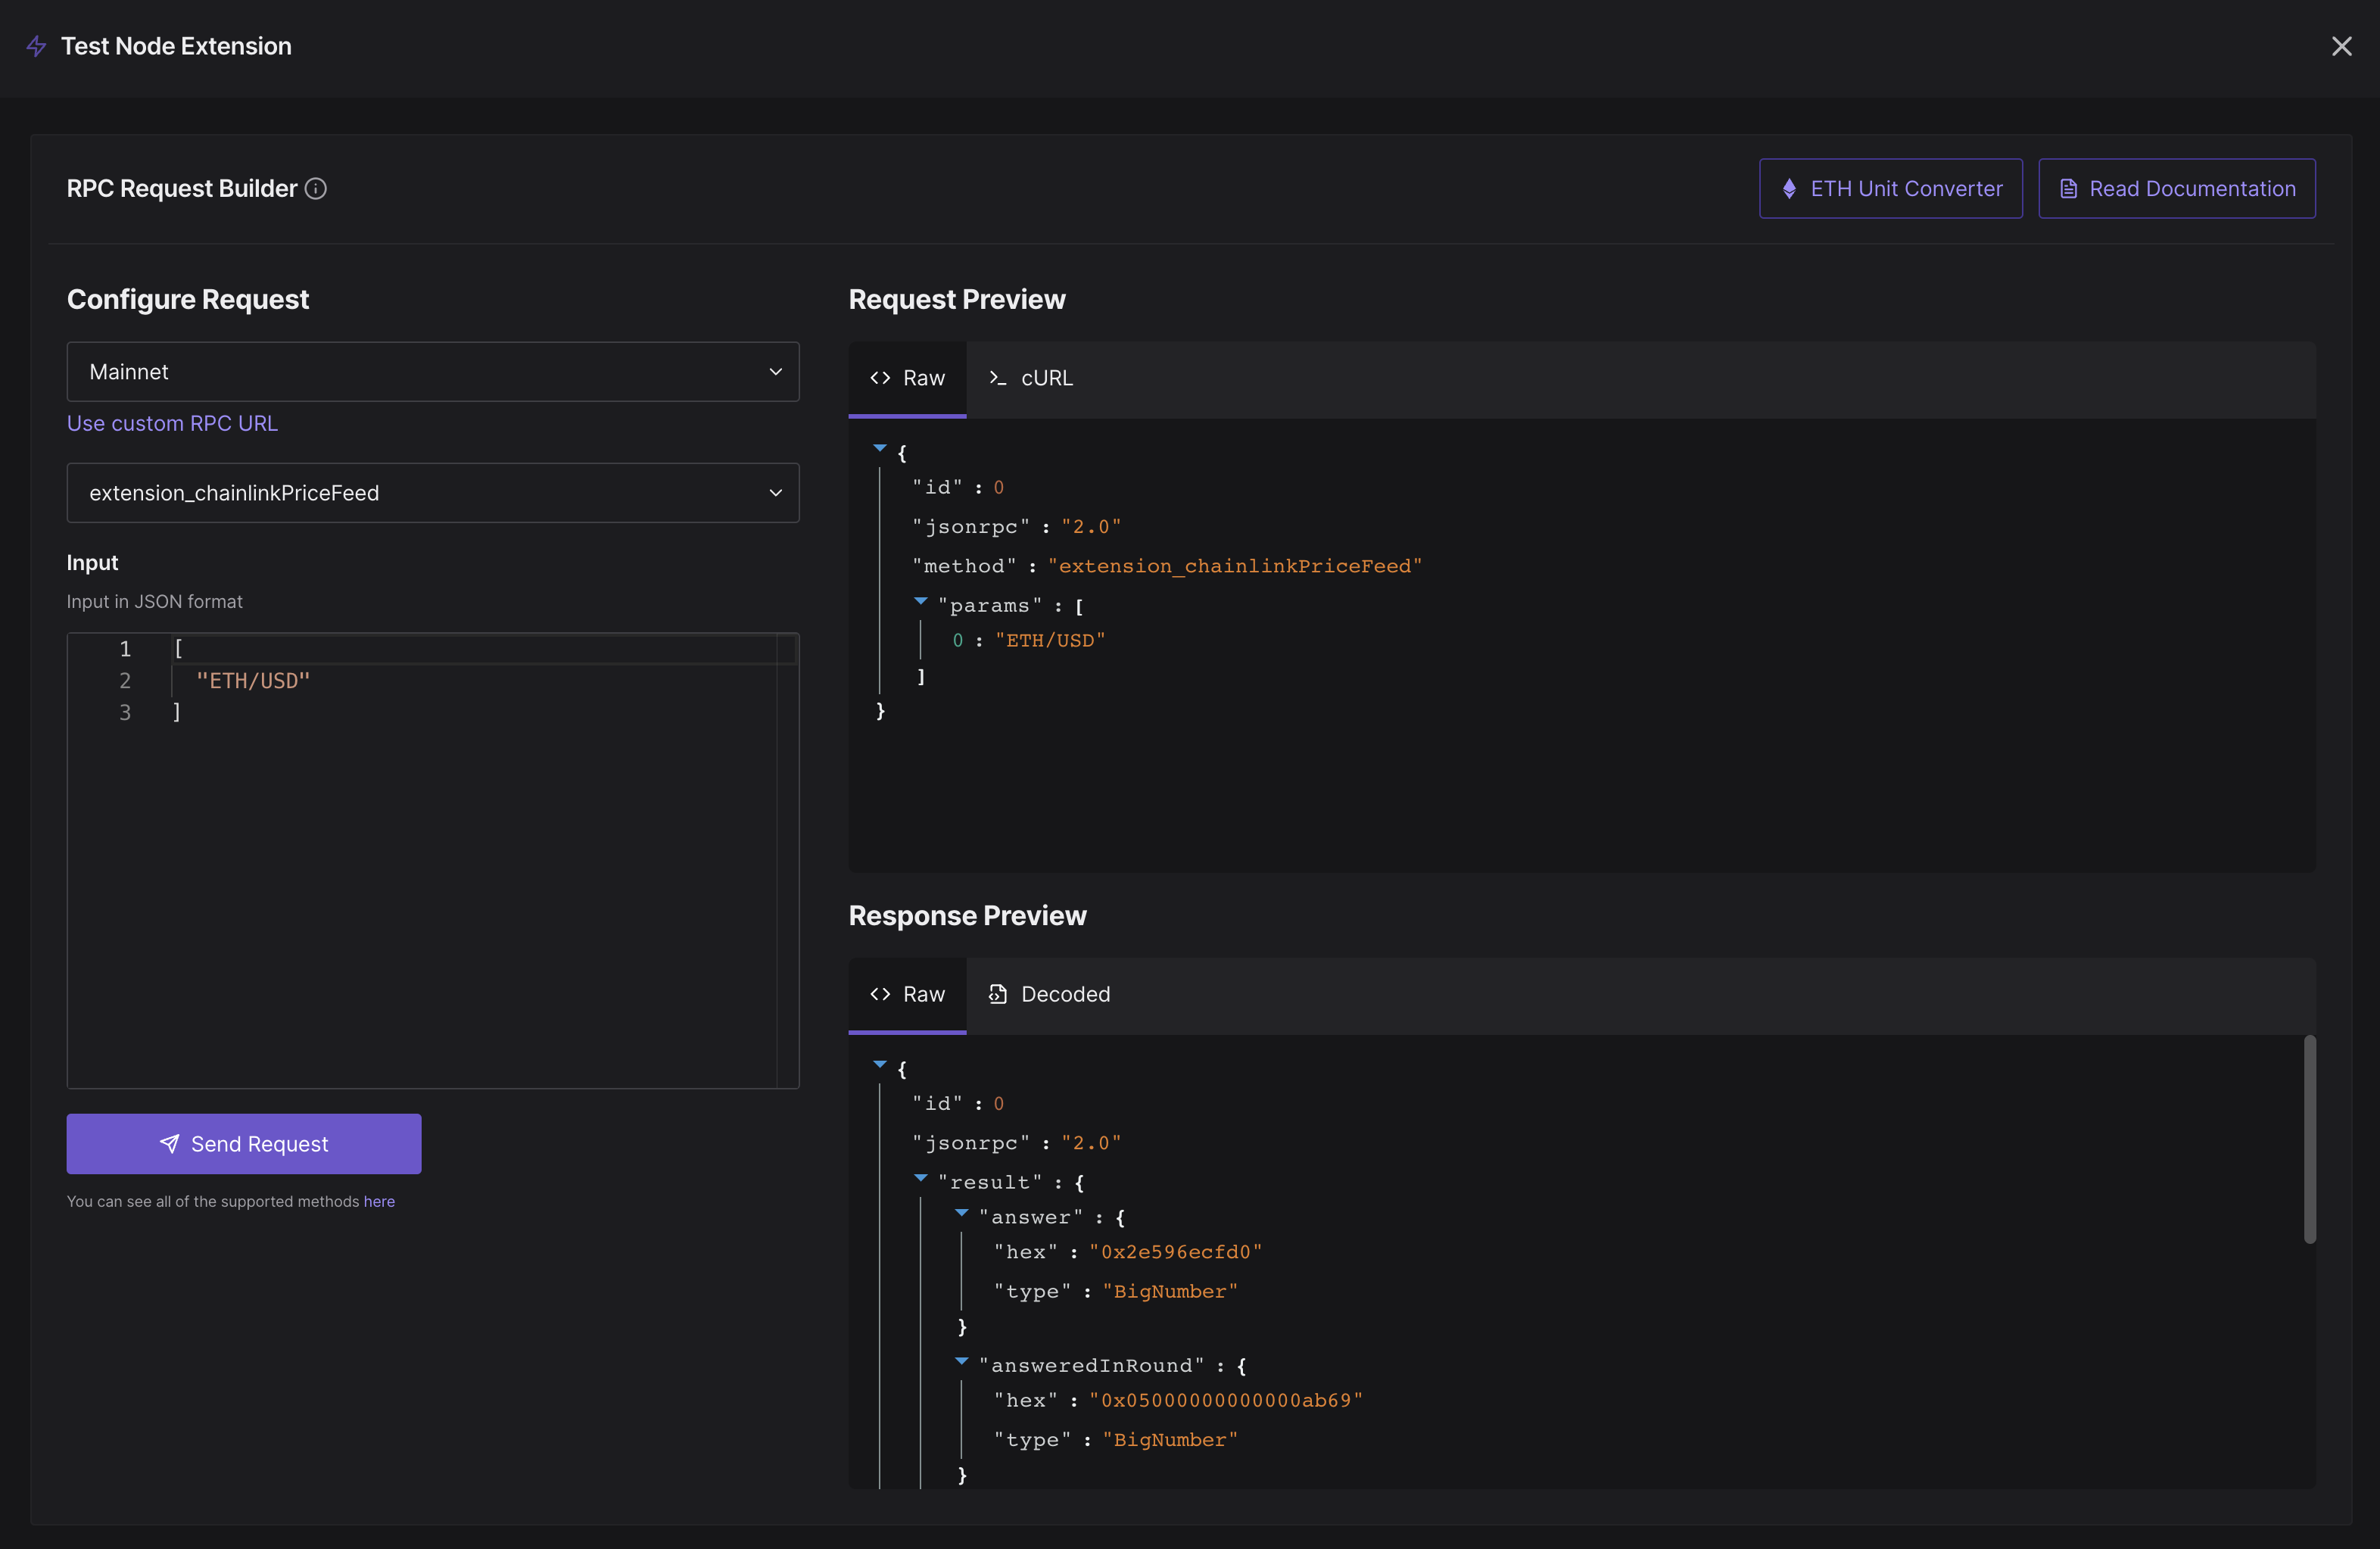 Test Node Extension
RPC Request Builder
ETH Unit Converter
Read Documentation
Configure Request
Mainnet
Use custom RPC URL
extension_chainlinkPriceFeed
Input
Input in JSON format
1 [
2 "ETH/USD"
3 ]
Send Request
You can see all of the supported methods here
Request Preview
Raw
cURL
{
"id" : 0
"jsonrpc" : "2.0"
"method" : "extension_chainlinkPriceFeed"
"params" : [
0 : "ETH/USD"
]
}
Response Preview
Raw
Decoded
{
"id" : 0
"jsonrpc" : "2.0"
"result" : {
"answer" : {
"hex" : "0x2e596ecfd0"
"type" : "BigNumber"
}
"answeredInRound" : {
"hex" : "0x05000000000000ab69"
"type" : "BigNumber"
}